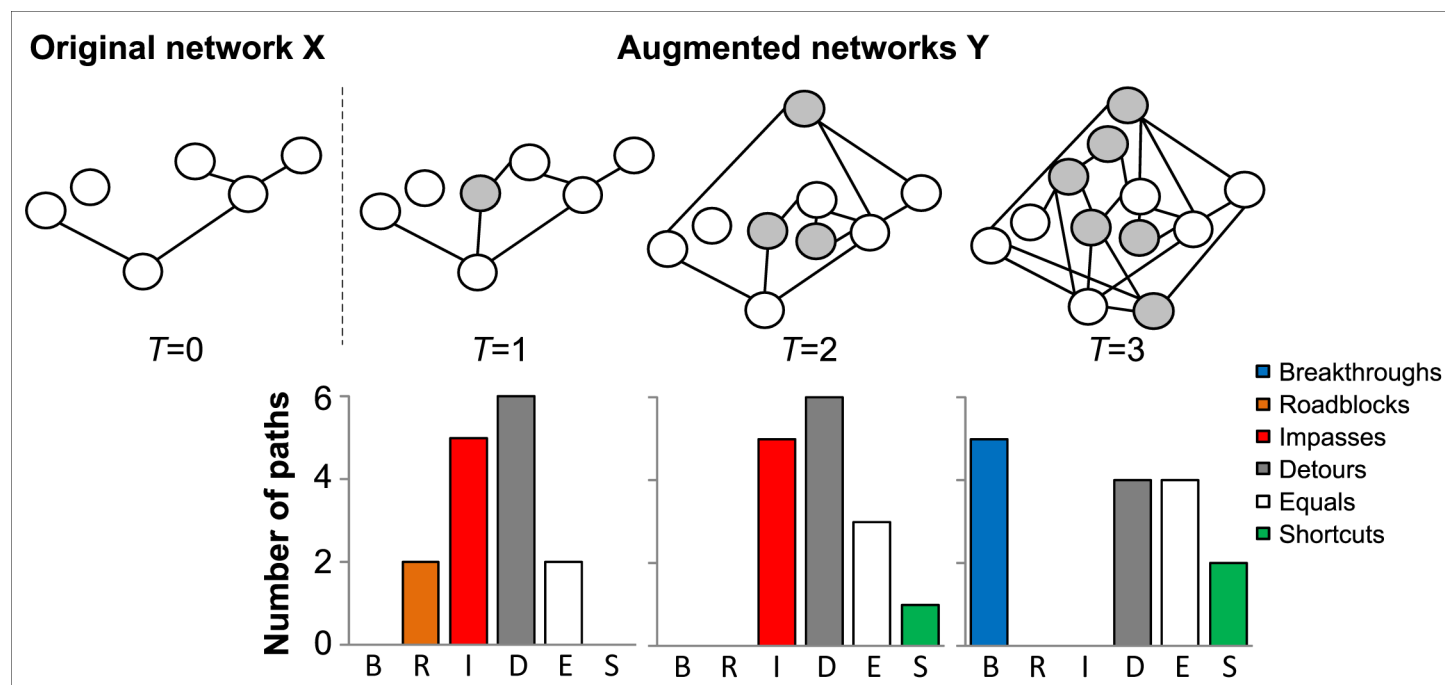 Original network X
Augmented networks Y
T=0
T=1
T=2
T=3
Number of paths
6
4
2
0
B R I D E S
B R I D E S
B R I D E S
Breakthroughs
Roadblocks
Impasses
Detours
Equals
Shortcuts